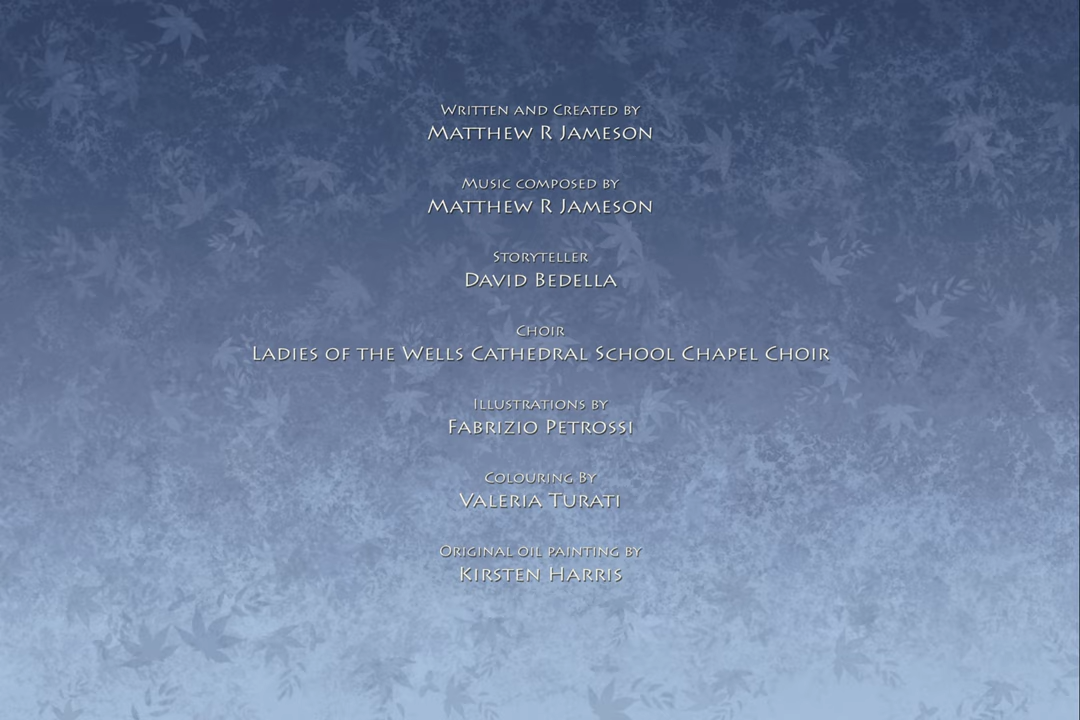 Written and Created by
Matthew R Jameson
Music composed by
Matthew R Jameson
Storyteller
David Bedella
Choir
Ladies of the Wells Cathedral School Chapel Choir
Illustrations by
Fabrizio Petrossi
Colouring By
Valeria Turati
Original oil painting by
Kirsten Harris